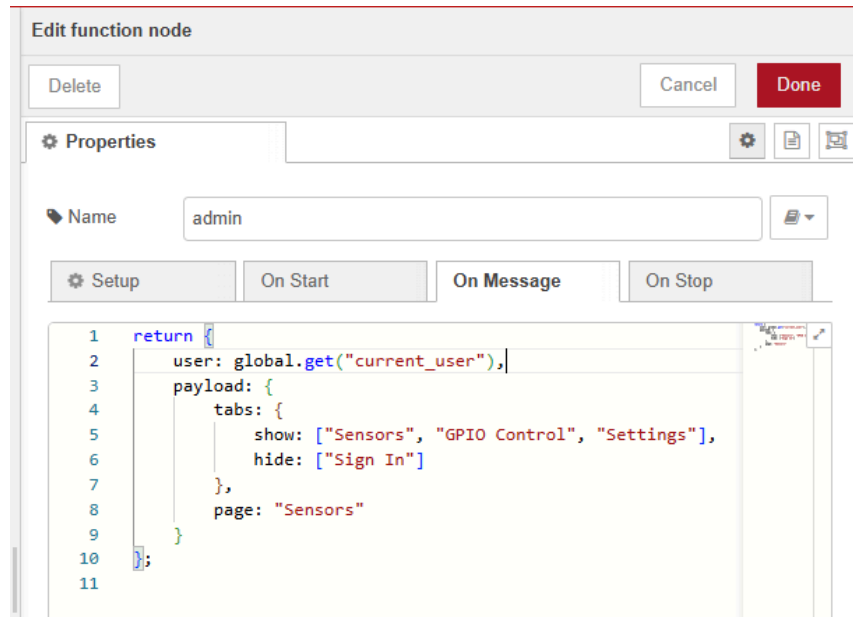 Edit function node
Delete
Cancel
Done
Properties
Name
admin
Setup
On Start
On Message
On Stop
1 return {
2     user: global.get("current_user"),
3     payload: {
4         tabs: {
5             show: ["Sensors", "GPIO Control", "Settings"],
6             hide: ["Sign In"]
7         },
8         page: "Sensors"
9     }
10 };
11